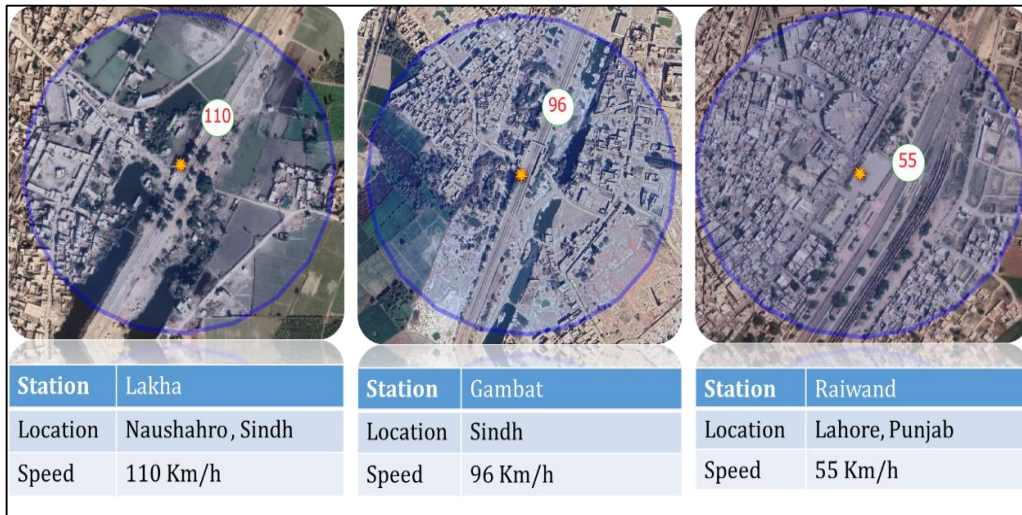 110
96
55
Station Lakha
Location Naushahro, Sindh
Speed 110 Km/h
Station Gambat
Location Sindh
Speed 96 Km/h
Station Raiwand
Location Lahore, Punjab
Speed 55 Km/h